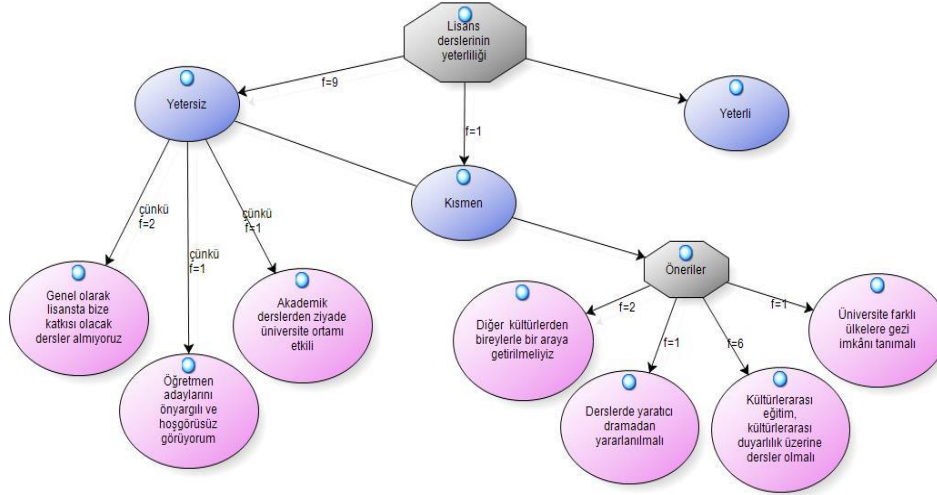 Lisans
derslerinin
yeterliliği
f=9
Yetersiz
Yeterli
f=1
Kısmen
çünkü
f=2
çünkü
f=1
çünkü
f=1
Genel olarak
lisansta bize
katkısı olacak
dersler almıyoruz
Akademik
derslerden ziyade
üniversite ortamı
etkili
Öğretmen
adaylarını
önyargılı ve
hoşgörüsüz
görüyorum
Öneriler
f=2
f=1
f=6
f=1
Diğer kültürlerden
bireylerle bir araya
getirilmeliyiz
Üniversite farklı
ülkelere gezi
imkânı tanımalı
Derslerde yaratıcı
dramadan
yararlanılmalı
Kültürlerarası
eğitim,
kültürlerarası
duyarlılık üzerine
dersler olmalı